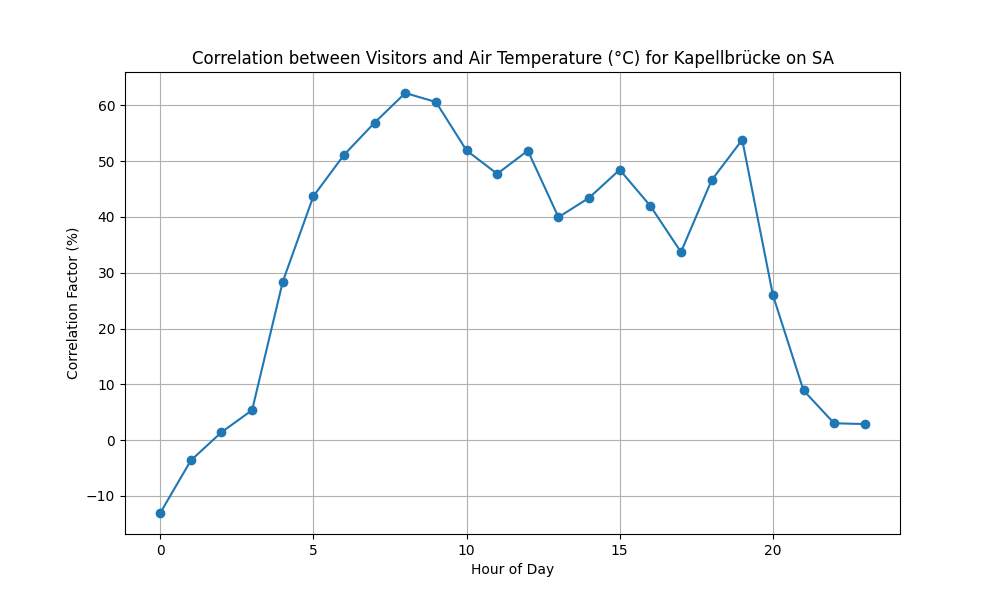 Correlation between Visitors and Air Temperature (°C) for Kapellbrücke on SA
Correlation Factor (%)
60
50
40
30
20
10
0
−10
0 5 10 15 20
Hour of Day